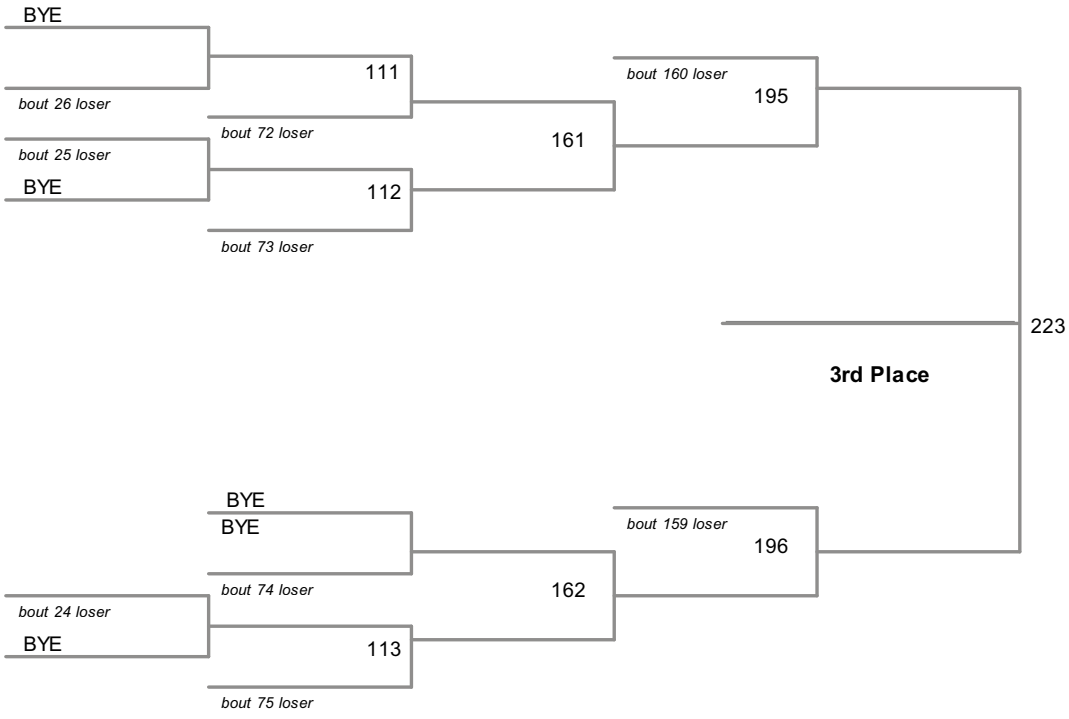 BYE
bout 160 loser
111
195
bout 26 loser
bout 72 loser
161
bout 25 loser
BYE
112
bout 73 loser
223
3rd Place
BYE
BYE
bout 159 loser
196
bout 74 loser
162
bout 24 loser
BYE
113
bout 75 loser